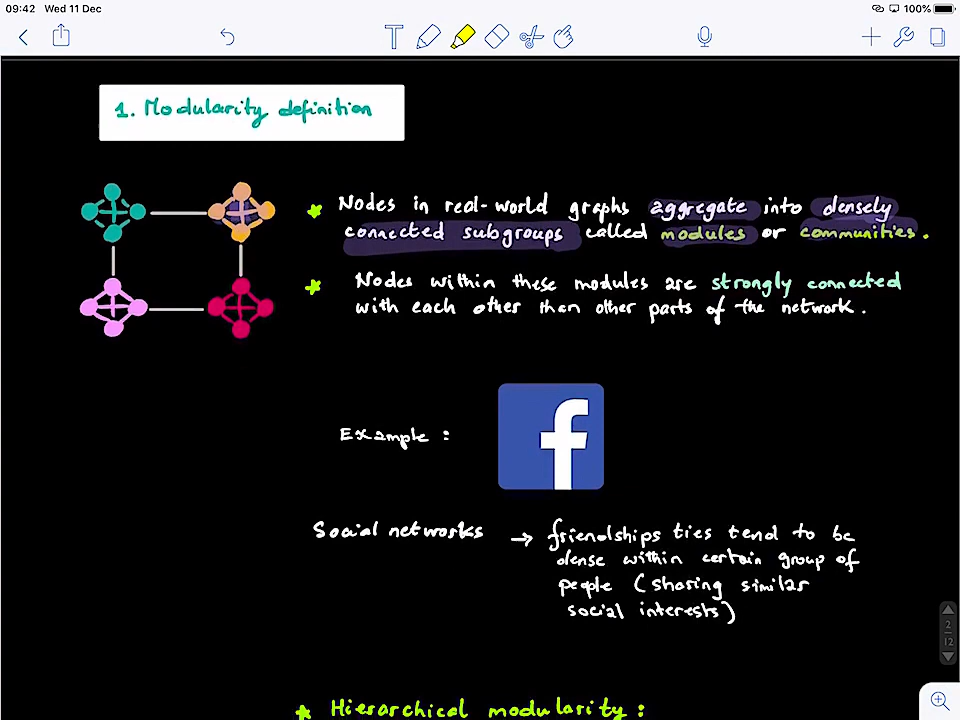 09:42 Wed 11 Dec
100%
T
1. Modularity definition
Nodes in real-world graphs aggregate into densely
connected subgroups called modules or communities.
Nodes within these modules are strongly connected
with each other than other parts of the network.
Example :
f
Social networks → friendships ties tend to be
dense within certain group of
people (sharing similar
social interests)
2
12
Hierarchical modularity :